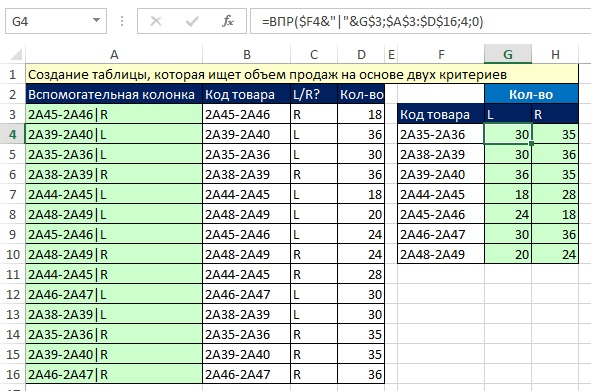 G4 =ВПР($F4&"|"&G$3;$A$3:$D$16;4;0)
A B C D E F G H
1 Создание таблицы, которая ищет объем продаж на основе двух критериев
2 Вспомогательная колонка Код товара L/R? Кол-во Кол-во
3 2A45-2A46|R 2A45-2A46 R 18 Код товара L R
4 2A39-2A40|L 2A39-2A40 L 36 2A35-2A36 30 35
5 2A35-2A36|L 2A35-2A36 L 30 2A38-2A39 30 36
6 2A38-2A39|R 2A38-2A39 R 36 2A39-2A40 36 35
7 2A44-2A45|L 2A44-2A45 L 18 2A44-2A45 18 28
8 2A48-2A49|L 2A48-2A49 L 20 2A45-2A46 24 18
9 2A45-2A46|L 2A45-2A46 L 24 2A46-2A47 30 36
10 2A48-2A49|R 2A48-2A49 R 24 2A48-2A49 20 24
11 2A44-2A45|R 2A44-2A45 R 28
12 2A46-2A47|L 2A46-2A47 L 30
13 2A38-2A39|L 2A38-2A39 L 30
14 2A35-2A36|R 2A35-2A36 R 35
15 2A39-2A40|R 2A39-2A40 R 35
16 2A46-2A47|R 2A46-2A47 R 36